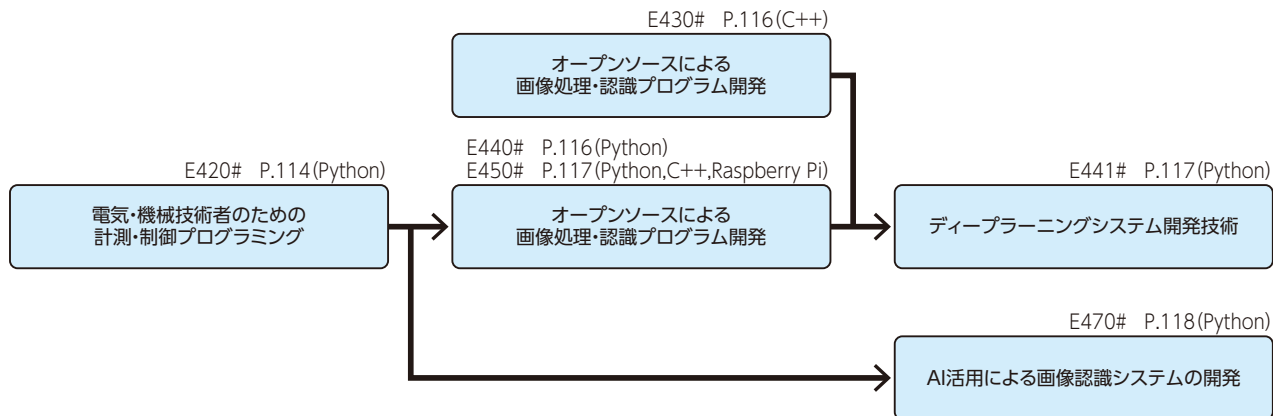 E430# P.116(C++)
オープンソースによる
画像処理・認識プログラム開発
E440# P.116(Python)
E450# P.117(Python,C++,Raspberry Pi)
オープンソースによる
画像処理・認識プログラム開発
E420# P.114(Python)
電気・機械技術者のための
計測・制御プログラミング
E441# P.117(Python)
ディープラーニングシステム開発技術
E470# P.118(Python)
AI活用による画像認識システムの開発